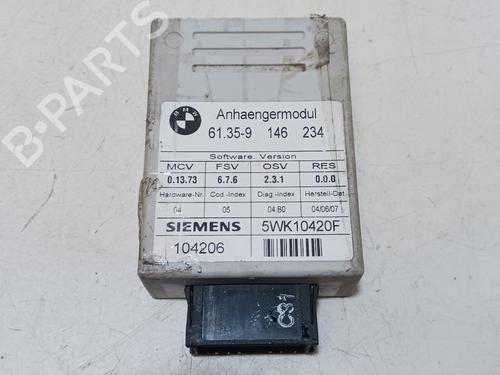 BMW
Anhaengermodul
61.35-9 146 234
Software. Version
MCV FSV OSV RES
0.13.73 6.7.6 2.3.1 0.0.0
Hardware-Nr. Cod.-Index Diag.-Index Herstell-Dat.
04 05 04.B0 04/06/07
SIEMENS 5WK10420F
104206
B-PARTS